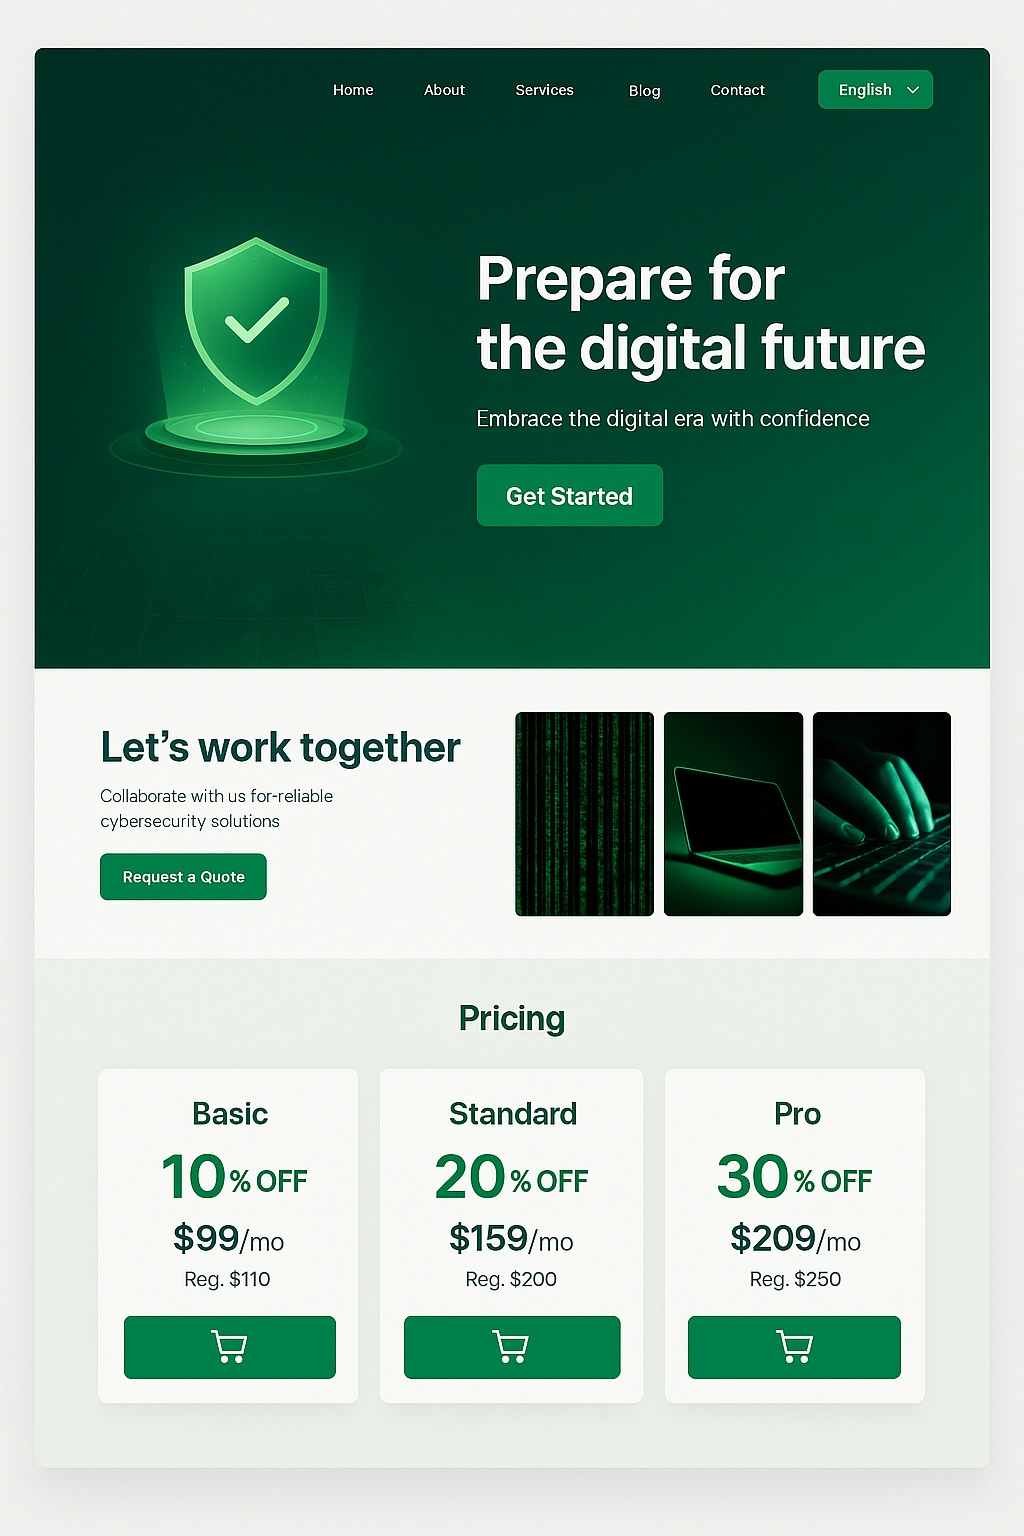 Home About Services Blog Contact English
Prepare for
the digital future
Embrace the digital era with confidence
Get Started
Let's work together
Collaborate with us for-reliable
cybersecurity solutions
Request a Quote
Pricing
Basic
10% OFF
$99/mo
Reg. $110
Standard
20% OFF
$159/mo
Reg. $200
Pro
30% OFF
$209/mo
Reg. $250